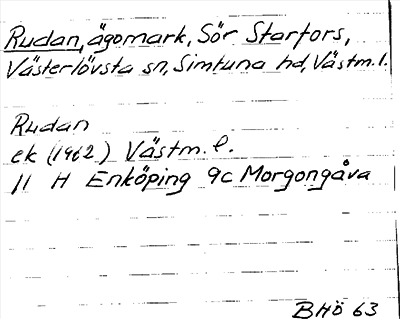 Rudan, ägomark, Sör Starfors,
Västerlövsta sn, Simtuna hd, Västm. l.
Rudan
ek (1962) Västm. l.
11 H Enköping 9c Morgongåva
BHÖ 63